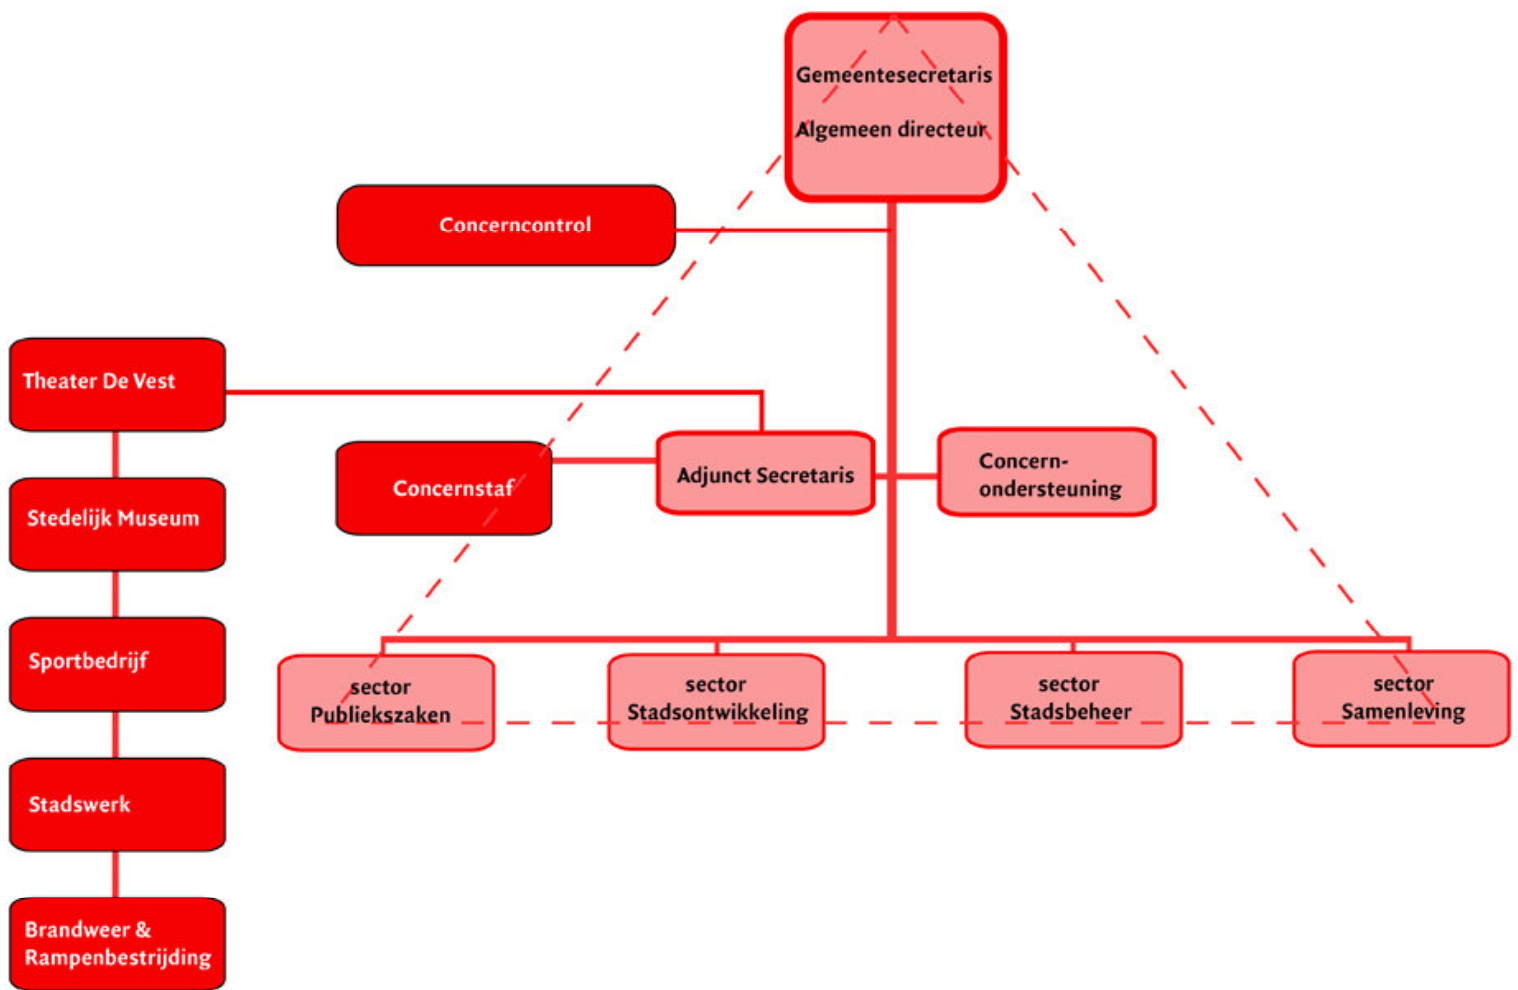 Gemeentesecretaris
Algemeen directeur
Concerncontrol
Theater De Vest
Adjunct Secretaris
Concern-
ondersteuning
Concernstaf
Stedelijk Museum
Sportbedrijf
sector
Publiekszaken
sector
Stadsontwikkeling
sector
Stadsbeheer
sector
Samenleving
Stadswerk
Brandweer &
Rampenbestrijding